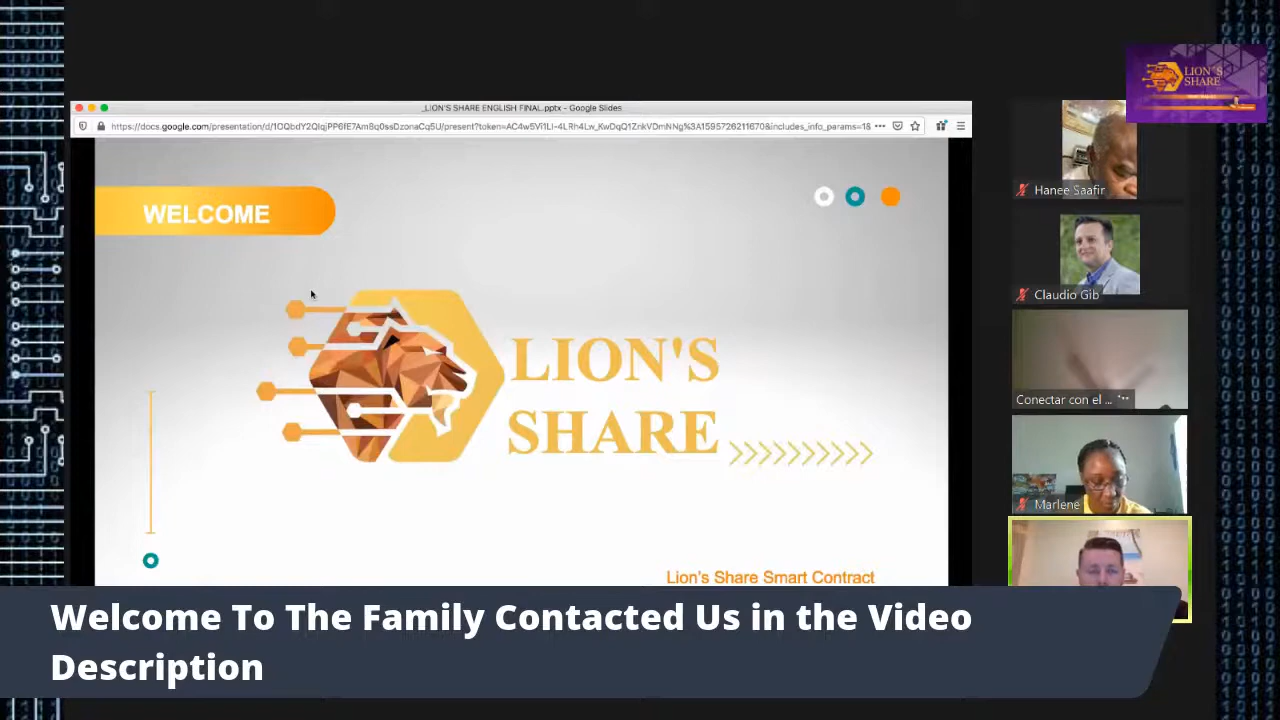 _LION'S SHARE ENGLISH FINAL.pptx - Google Slides
WELCOME
LION'S
SHARE
Lion's Share Smart Contract
LION'S
SHARE
Hanee Saafir
Claudio Gib
Conectar con el ...
Marlene
Welcome To The Family Contacted Us in the Video
Description